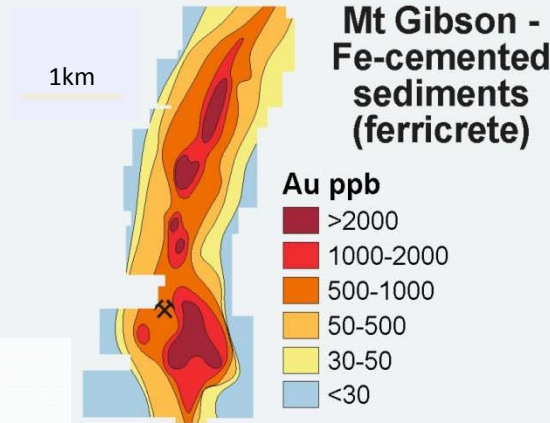 1km
Mt Gibson -
Fe-cemented
sediments
(ferricrete)
Au ppb
>2000
1000-2000
500-1000
50-500
30-50
<30